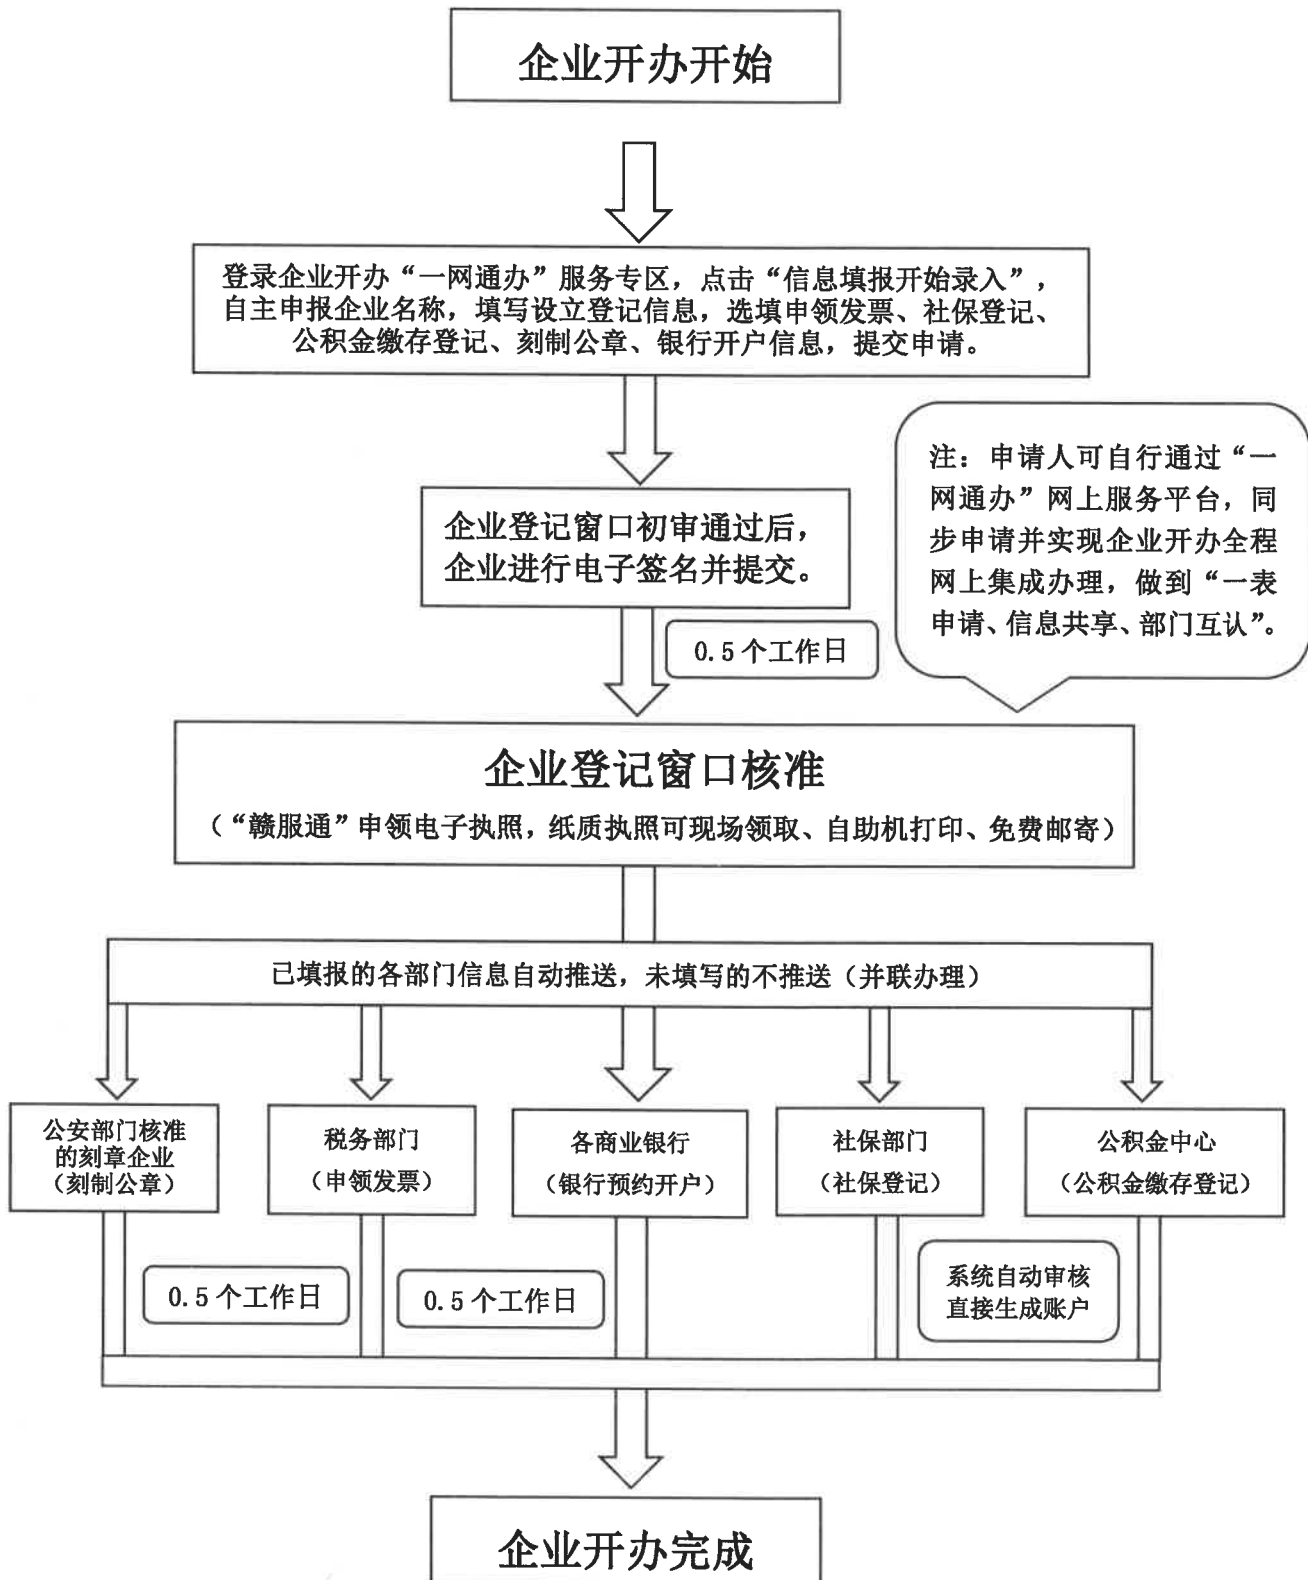 企业开办开始
登录企业开办“一网通办”服务专区，点击“信息填报开始录入”，
自主申报企业名称，填写设立登记信息，选填申领发票、社保登记、
公积金缴存登记、刻制公章、银行开户信息，提交申请。
注：申请人可自行通过“一
网通办”网上服务平台，同
步申请并实现企业开办全程
网上集成办理，做到“一表
申请、信息共享、部门互认”。
企业登记窗口初审通过后，
企业进行电子签名并提交。
0.5个工作日
企业登记窗口核准
（“赣服通”申领电子执照，纸质执照可现场领取、自助机打印、免费邮寄）
已填报的各部门信息自动推送，未填写的不推送（并联办理）
公安部门核准
的刻章企业
（刻制公章）
税务部门
（申领发票）
各商业银行
（银行预约开户）
社保部门
（社保登记）
公积金中心
（公积金缴存登记）
0.5个工作日
0.5个工作日
系统自动审核
直接生成账户
企业开办完成